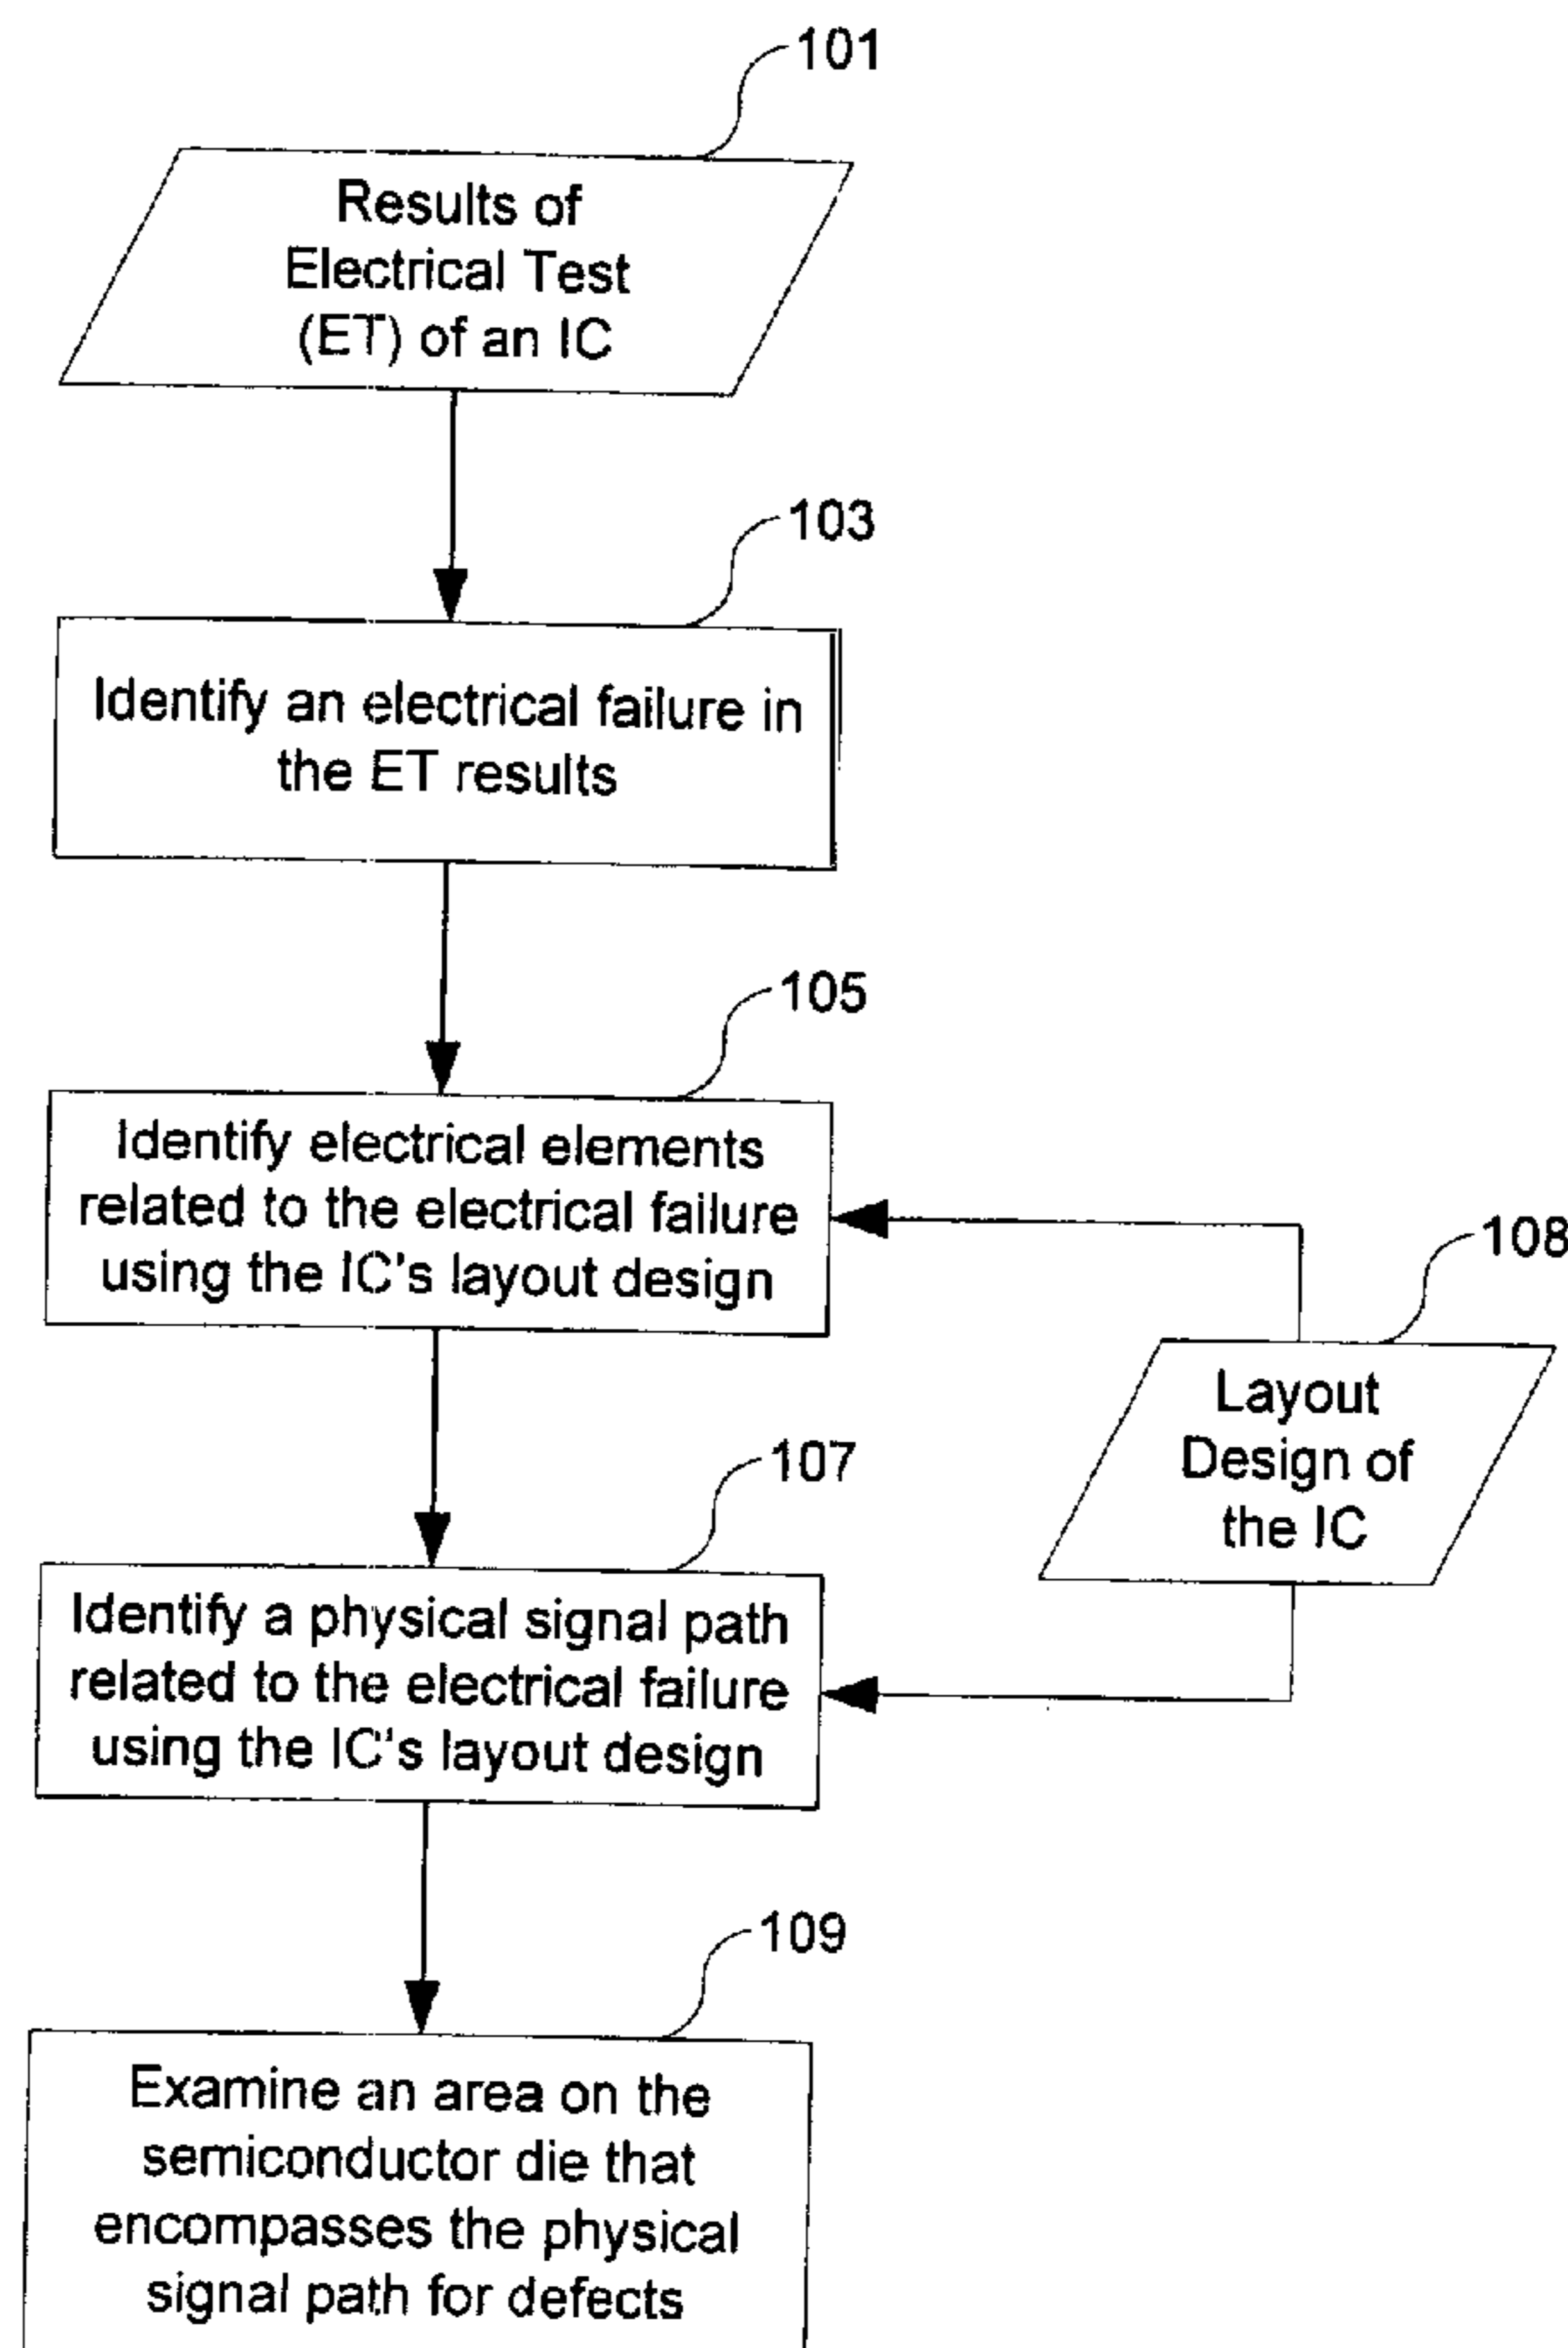 101
Results of
Electrical Test
(ET) of an IC
103
Identify an electrical failure in
the ET results
105
Identify electrical elements
related to the electrical failure
using the IC's layout design
108
Layout
Design of
the IC
107
Identify a physical signal path
related to the electrical failure
using the IC's layout design
109
Examine an area on the
semiconductor die that
encompasses the physical
signal path for defects